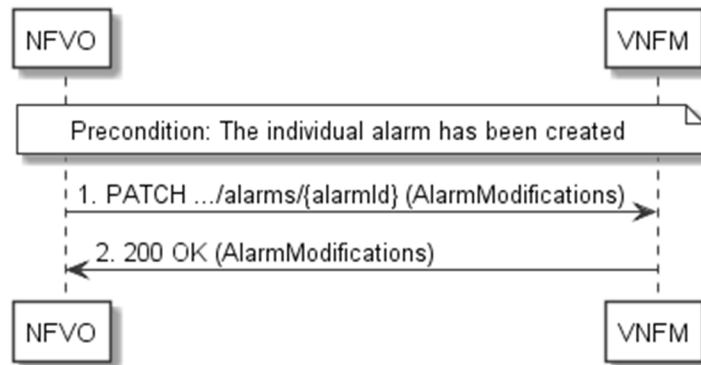 NFVO
VNFM
Precondition: The individual alarm has been created
1. PATCH .../alarms/{alarmId} (AlarmModifications)
2. 200 OK (AlarmModifications)
NFVO
VNFM